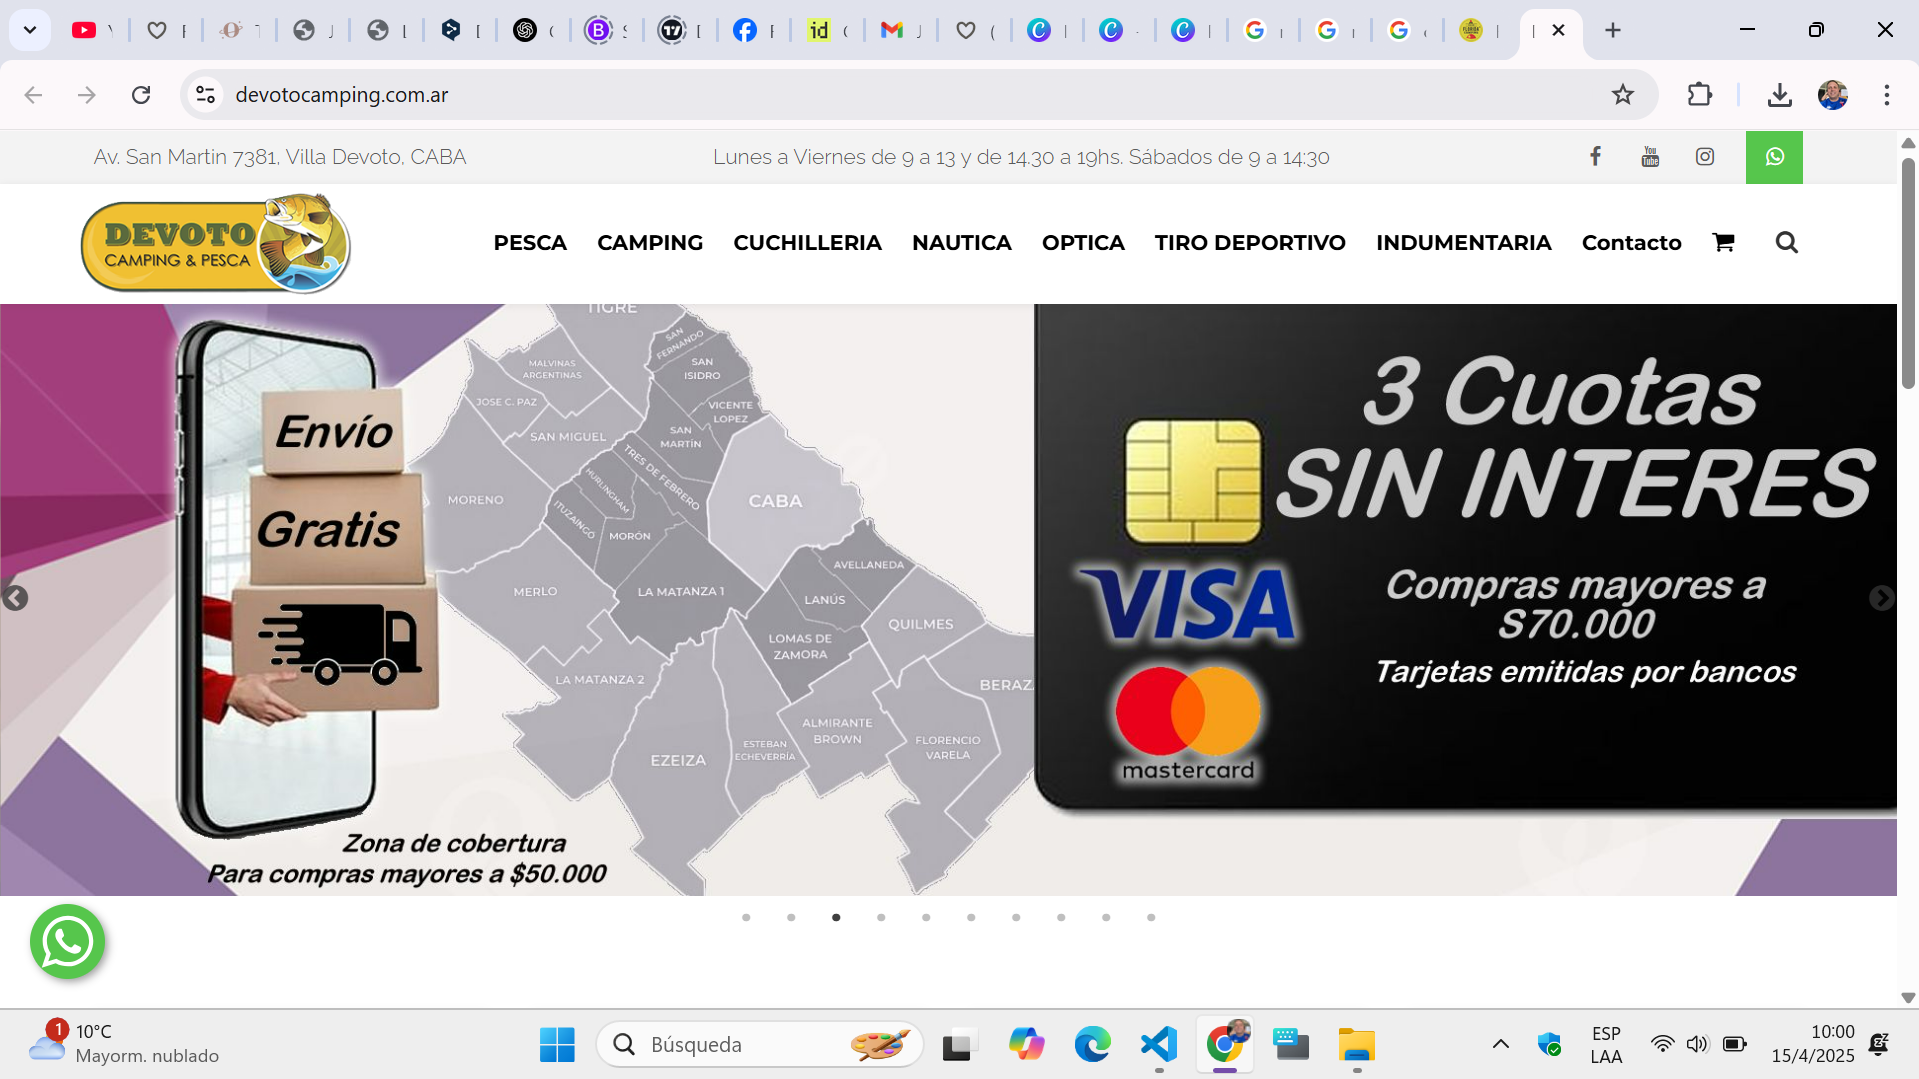 devotocamping.com.ar
Av. San Martin 7381, Villa Devoto, CABA
Lunes a Viernes de 9 a 13 y de 14.30 a 19hs. Sábados de 9 a 14:30
You
Tube
DEVOTO
CAMPING & PESCA
PESCA
CAMPING
CUCHILLERIA
NAUTICA
OPTICA
TIRO DEPORTIVO
INDUMENTARIA
Contacto
Envío
Gratis
TIGRE
SAN
FERNANDO
MALVINAS
ARGENTINAS
SAN
ISIDRO
JOSE C. PAZ
VICENTE
LOPEZ
SAN MIGUEL
SAN
MARTÍN
TRES DE FEBRERO
HURLINGHAM
MORENO
CABA
ITUZAINGO
MORÓN
AVELLANEDA
MERLO
LA MATANZA 1
LANÚS
QUILMES
LOMAS DE
ZAMORA
LA MATANZA 2
BERAZ
ALMIRANTE
BROWN
EZEIZA
ESTEBAN
ECHEVERRÍA
FLORENCIO
VARELA
Zona de cobertura
Para compras mayores a $50.000
3 Cuotas
SIN INTERES
VISA
Compras mayores a
$70.000
Tarjetas emitidas por bancos
mastercard
1
10°C
Mayorm. nublado
Búsqueda
ESP
LAA
10:00
15/4/2025